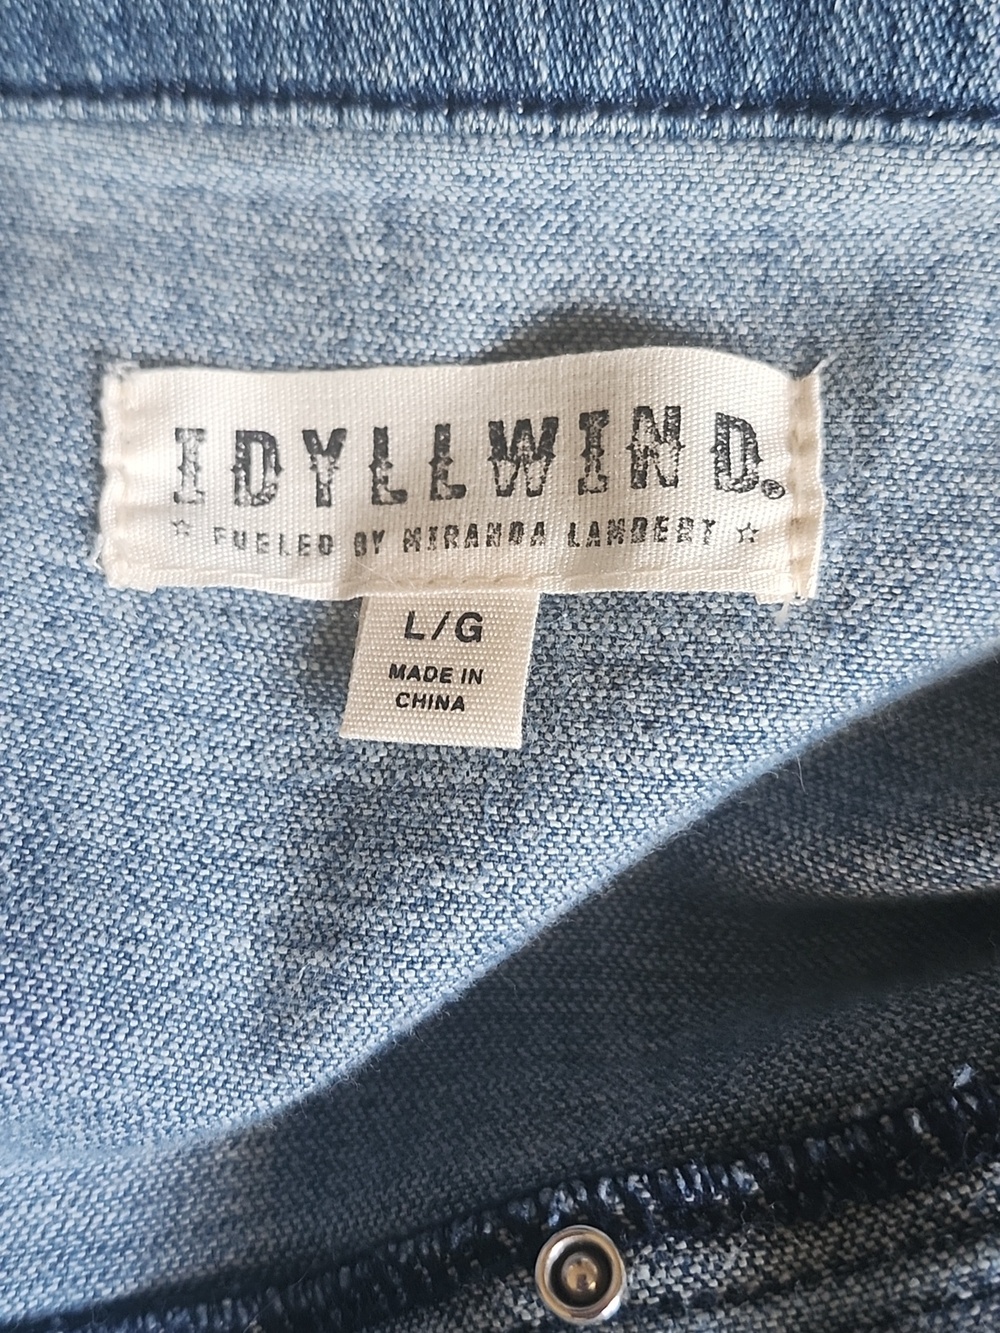 IDYLLWIND.®
☆ FUELED BY MIRANDA LAMBERT ☆
L/G
MADE IN
CHINA